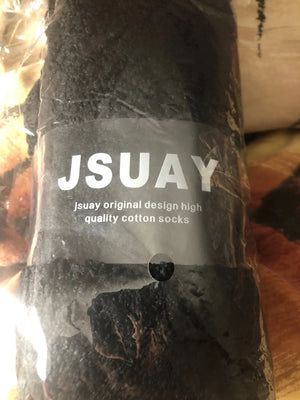 JSUAY
jsuay original design high
quality cotton socks